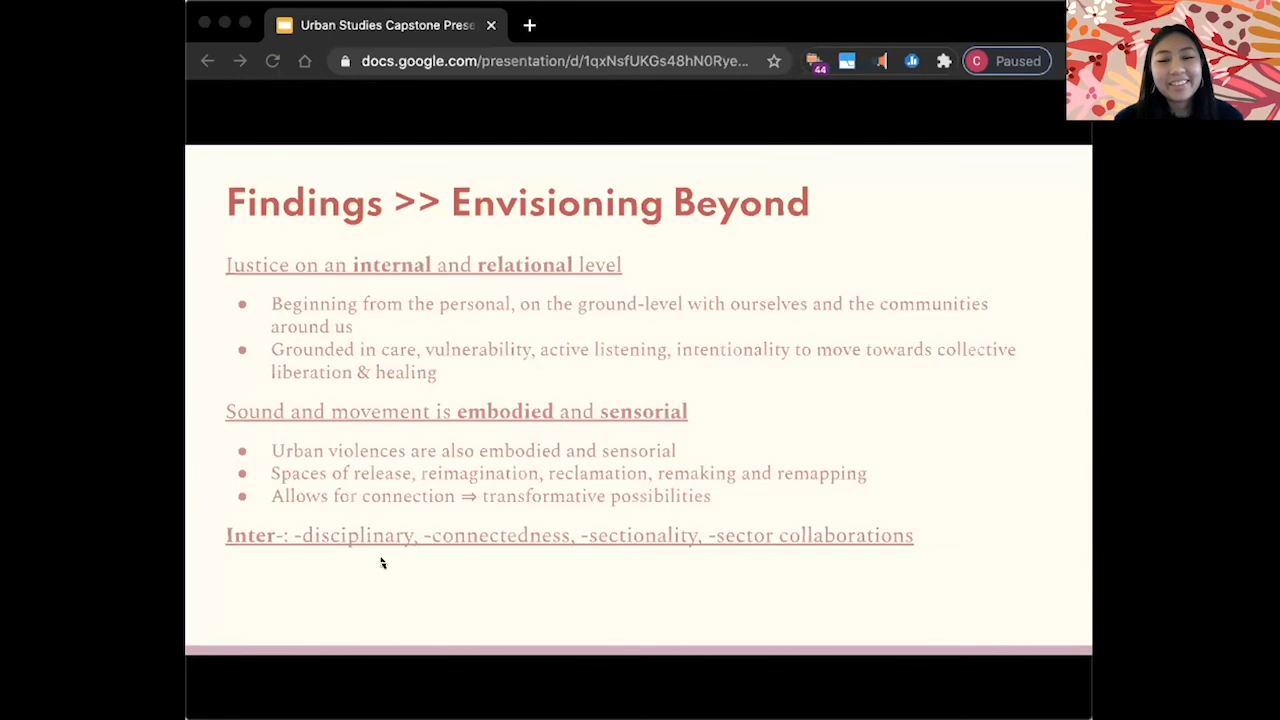 Urban Studies Capstone Prese
docs.google.com/presentation/d/1qxNsfUKGs48hN0Rye...
44
C Paused
Findings >> Envisioning Beyond
Justice on an internal and relational level
● Beginning from the personal, on the ground-level with ourselves and the communities
around us
● Grounded in care, vulnerability, active listening, intentionality to move towards collective
liberation & healing
Sound and movement is embodied and sensorial
● Urban violences are also embodied and sensorial
● Spaces of release, reimagination, reclamation, remaking and remapping
● Allows for connection ⇒ transformative possibilities
Inter-: -disciplinary, -connectedness, -sectionality, -sector collaborations